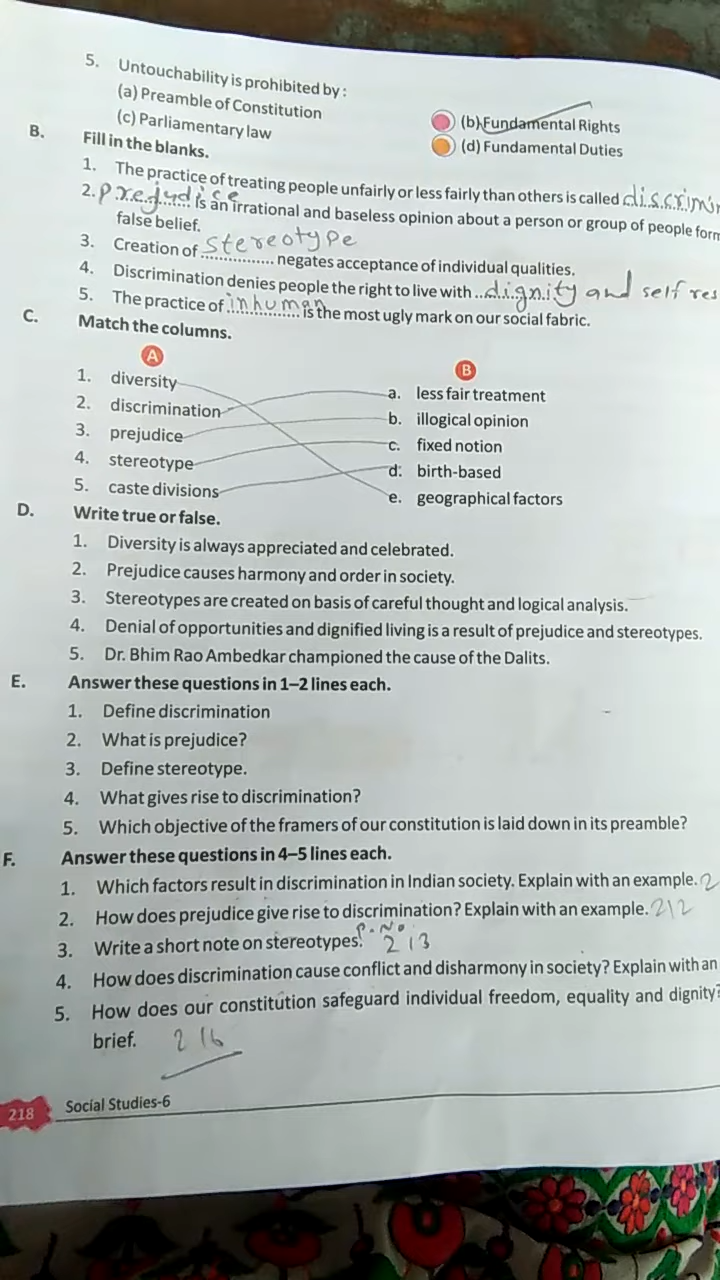 5. Untouchability is prohibited by :
(a) Preamble of Constitution
(b) Fundamental Rights
(c) Parliamentary law
(d) Fundamental Duties
B. Fill in the blanks.
1. The practice of treating people unfairly or less fairly than others is called discrimin
2. prejudice is an irrational and baseless opinion about a person or group of people form
false belief.
3. Creation of stereotype negates acceptance of individual qualities.
4. Discrimination denies people the right to live with dignity and self res
5. The practice of inhuman is the most ugly mark on our social fabric.
C. Match the columns.
A B
1. diversity a. less fair treatment
2. discrimination b. illogical opinion
3. prejudice c. fixed notion
4. stereotype d. birth-based
5. caste divisions e. geographical factors
D. Write true or false.
1. Diversity is always appreciated and celebrated.
2. Prejudice causes harmony and order in society.
3. Stereotypes are created on basis of careful thought and logical analysis.
4. Denial of opportunities and dignified living is a result of prejudice and stereotypes.
5. Dr. Bhim Rao Ambedkar championed the cause of the Dalits.
E. Answer these questions in 1–2 lines each.
1. Define discrimination
2. What is prejudice?
3. Define stereotype.
4. What gives rise to discrimination?
5. Which objective of the framers of our constitution is laid down in its preamble?
F. Answer these questions in 4–5 lines each.
1. Which factors result in discrimination in Indian society. Explain with an example. 2
2. How does prejudice give rise to discrimination? Explain with an example. 212
3. Write a short note on stereotypes. P.No 213
4. How does discrimination cause conflict and disharmony in society? Explain with an
5. How does our constitution safeguard individual freedom, equality and dignity?
brief. 216
218 Social Studies-6